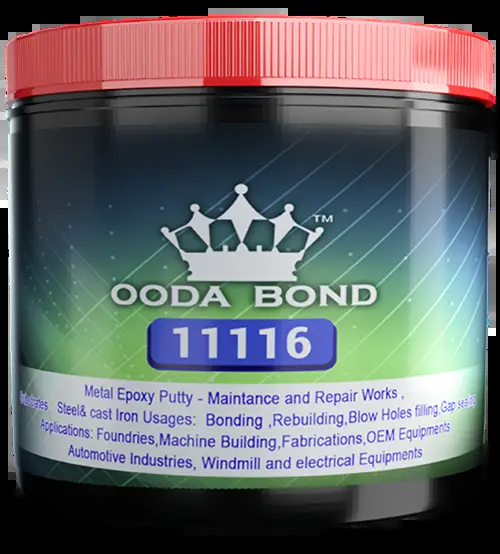 TM
OODA BOND
11116
Metal Epoxy Putty - Maintance and Repair Works ,
Substrates Steel& cast Iron Usages: Bonding ,Rebuilding,Blow Holes filling,Gap sealing
Applications: Foundries,Machine Building,Fabrications,OEM Equipments
Automotive Industries, Windmill and electrical Equipments